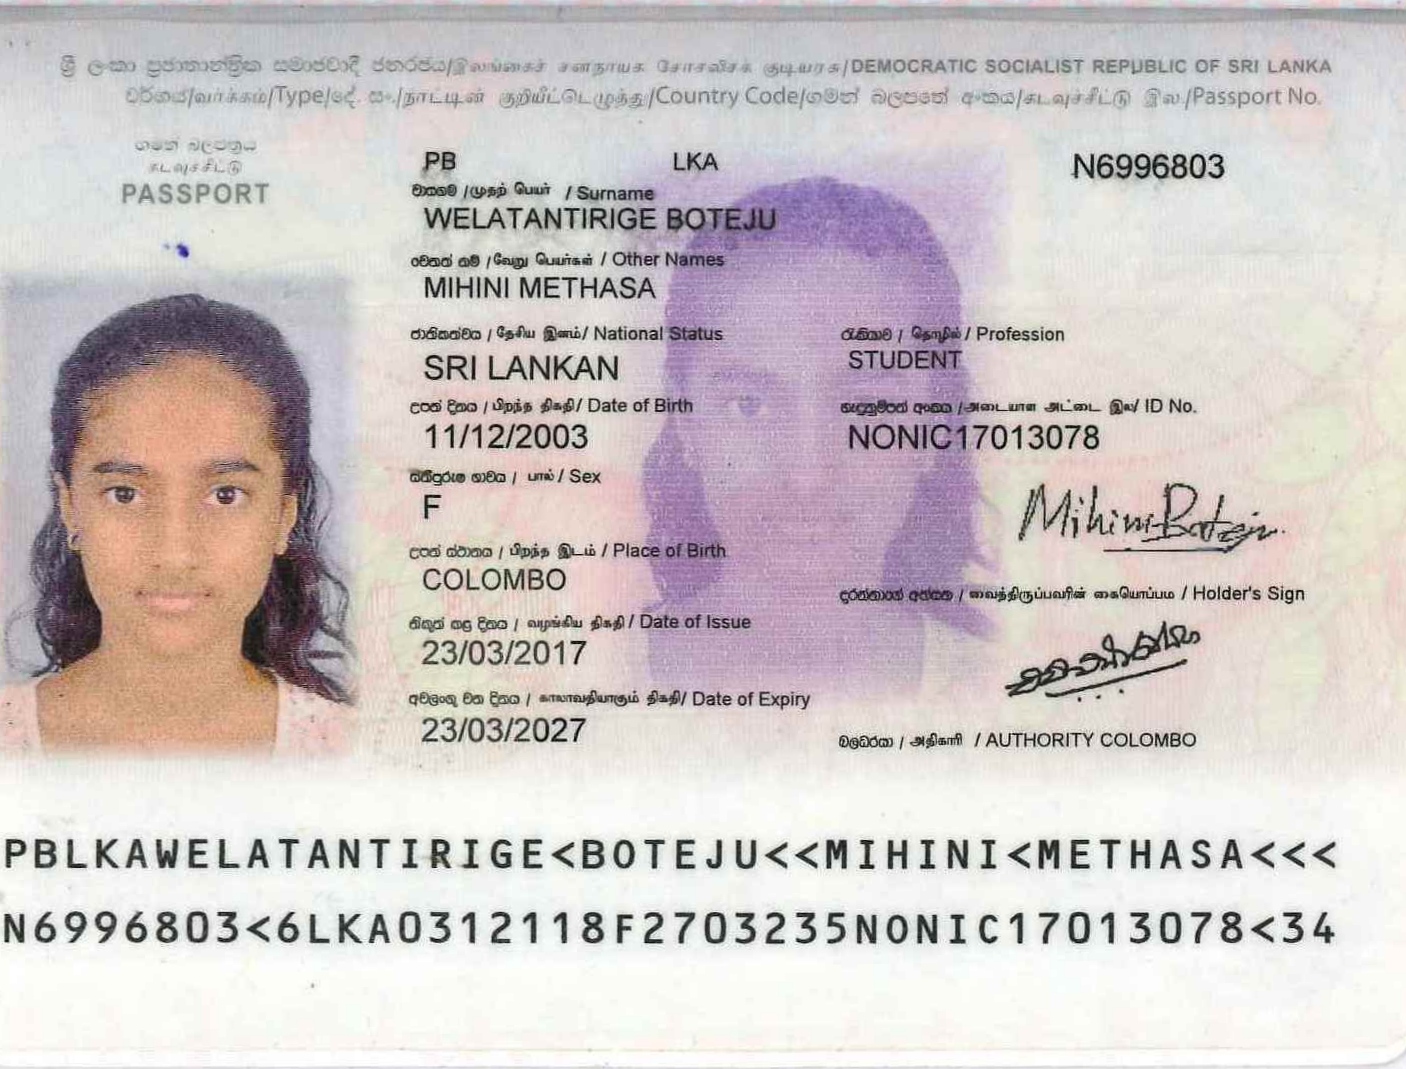 ශ්‍රී ලංකා ප්‍රජාතාන්ත්‍රික සමාජවාදී ජනරජය/இலங்கைச் சனநாயக சோசலிசக் குடியரசு/DEMOCRATIC SOCIALIST REPUBLIC OF SRI LANKA
වර්ගය/வர்க்கம்/Type/දේ. සං./நாட்டின் குறியீட்டெழுத்து/Country Code/ගමන් බලපත්‍ර අංකය/கடவுச்சீட்டு இல./Passport No.
ගමන් බලපත්‍රය
கடவுச்சீட்டு
PASSPORT
PB LKA N6996803
වාසගම /முதற் பெயர் / Surname
WELATANTIRIGE BOTEJU
වෙනත් නම් /வேறு பெயர்கள் / Other Names
MIHINI METHASA
ජාතිකත්වය / தேசிய இனம்/ National Status රැකියාව / தொழில் / Profession
SRI LANKAN STUDENT
උපන් දිනය / பிறந்த திகதி/ Date of Birth හැඳුනුම්පත් අංකය /அடையாள அட்டை இல/ ID No.
11/12/2003 NONIC17013078
ස්ත්‍රී/පුරුෂ භාවය / பால் / Sex
F
Mihini Boteju
උපන් ස්ථානය / பிறந்த இடம் / Place of Birth
COLOMBO
දරන්නාගේ අත්සන / வைத்திருப்பவரின் கையொப்பம் / Holder's Sign
නිකුත් කළ දිනය / வழங்கிய திகதி / Date of Issue
23/03/2017
අවලංගු වන දිනය / காலாவதியாகும் திகதி/ Date of Expiry
23/03/2027
බලධරයා / அதிகாரி / AUTHORITY COLOMBO
PBLKAWELATANTIRIGE<BOTEJU<<MIHINI<METHASA<<<
N6996803<6LKA0312118F2703235NONIC17013078<34